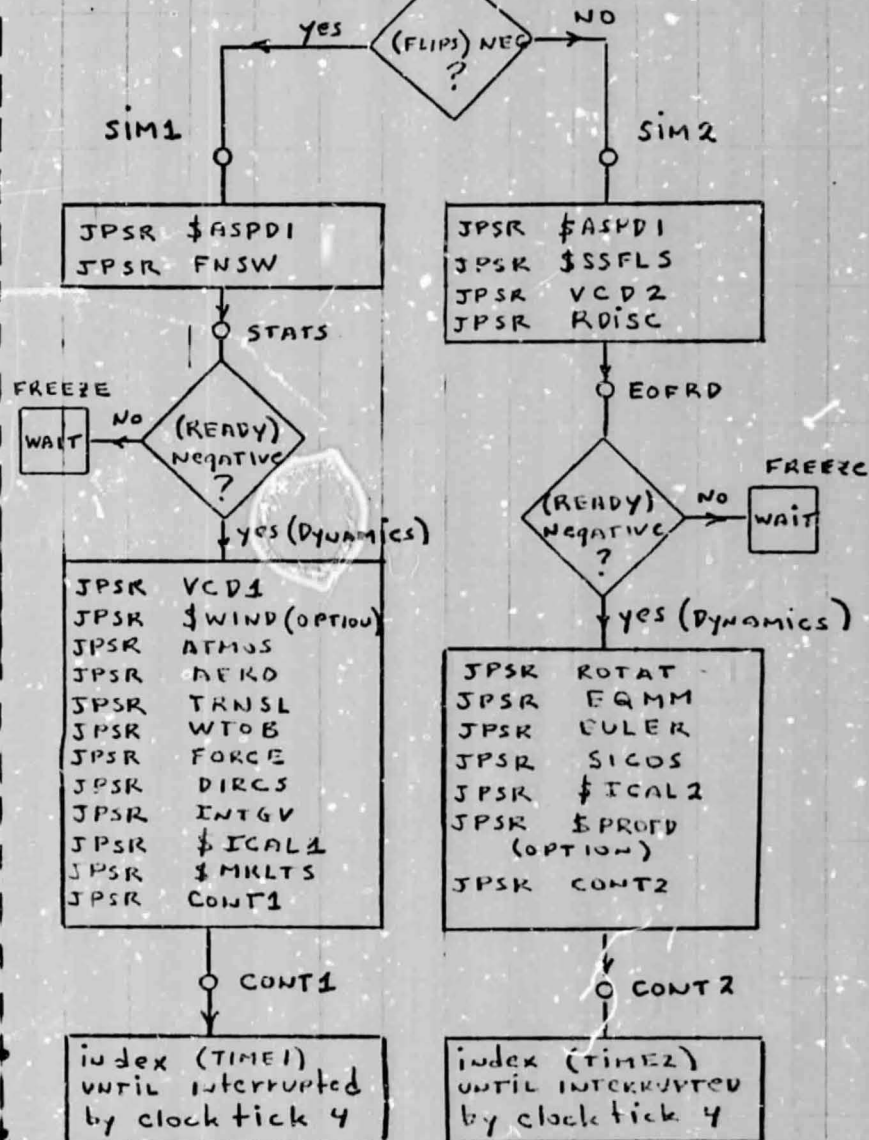 yes
(FLIPS) NEG
?
NO
SIM1
SIM2
JPSR $ASPDI
JPSR FNSW
JPSR $ASPDI
JPSR $SSFLS
JPSR VCD2
JPSR RDISC
STATS
EOFRD
FREEZE
WAIT
NO
(READY)
Negative
?
yes (DYNAMICS)
(READY)
Negative
?
NO
FREEZE
WAIT
yes (DYNAMICS)
JPSR VCD1
JPSR $WIND (OPTION)
JPSR ATMOS
JPSR AERO
JPSR TRNSL
JPSR WTOB
JPSR FORCE
JPSR DIRCS
JPSR INTGV
JPSR $ICAL1
JPSR $MKLTS
JPSR CONT1
JPSR ROTAT
JPSR EQMM
JPSR EULER
JPSR SICOS
JPSR $ICAL2
JPSR
(OPTION)
JPSR CONT2
CONT1
CONT2
index (TIME1)
UNTIL Interrupted
by clock tick 4
index (TIME2)
UNTIL INTERRUPTED
by clock tick 4